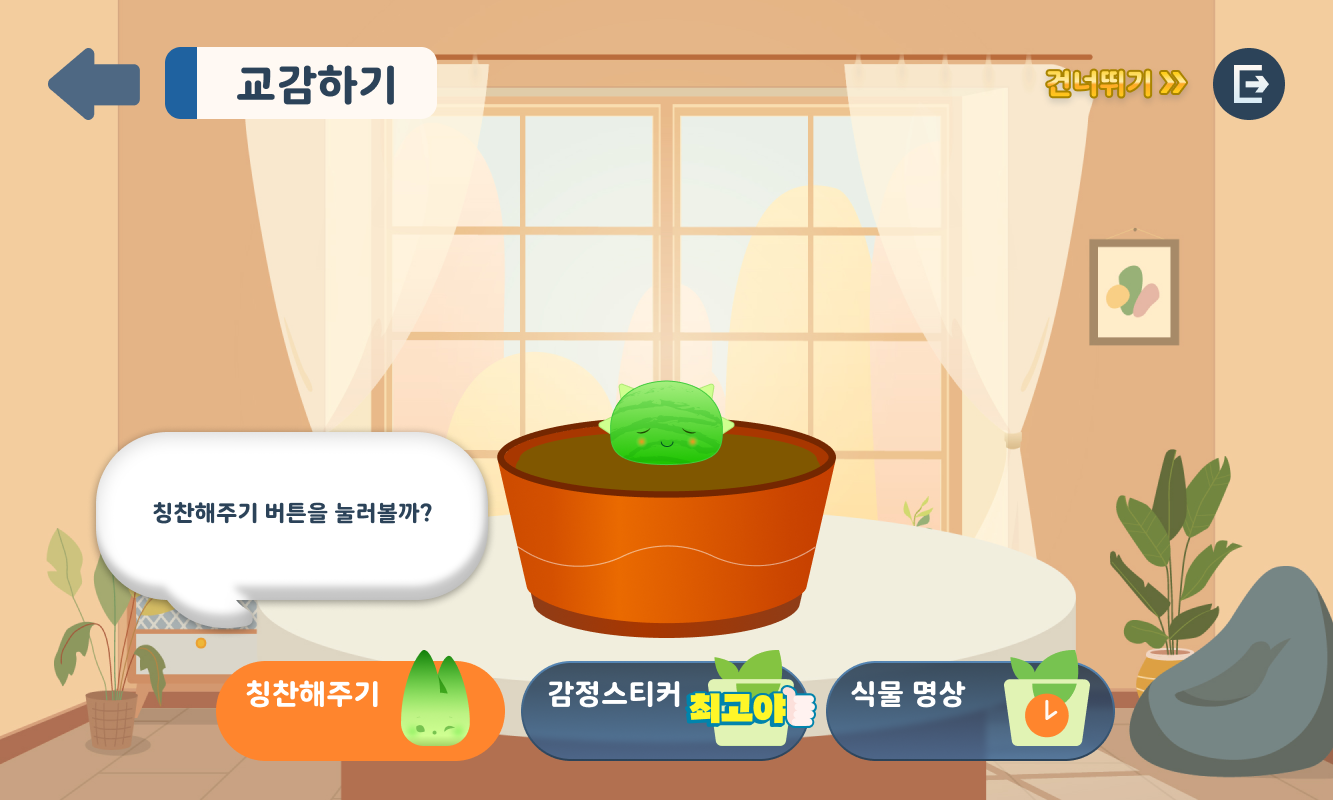 교감하기
건너뛰기
칭찬해주기 버튼을 눌러볼까?
칭찬해주기
감정스티커
최고야
식물 명상